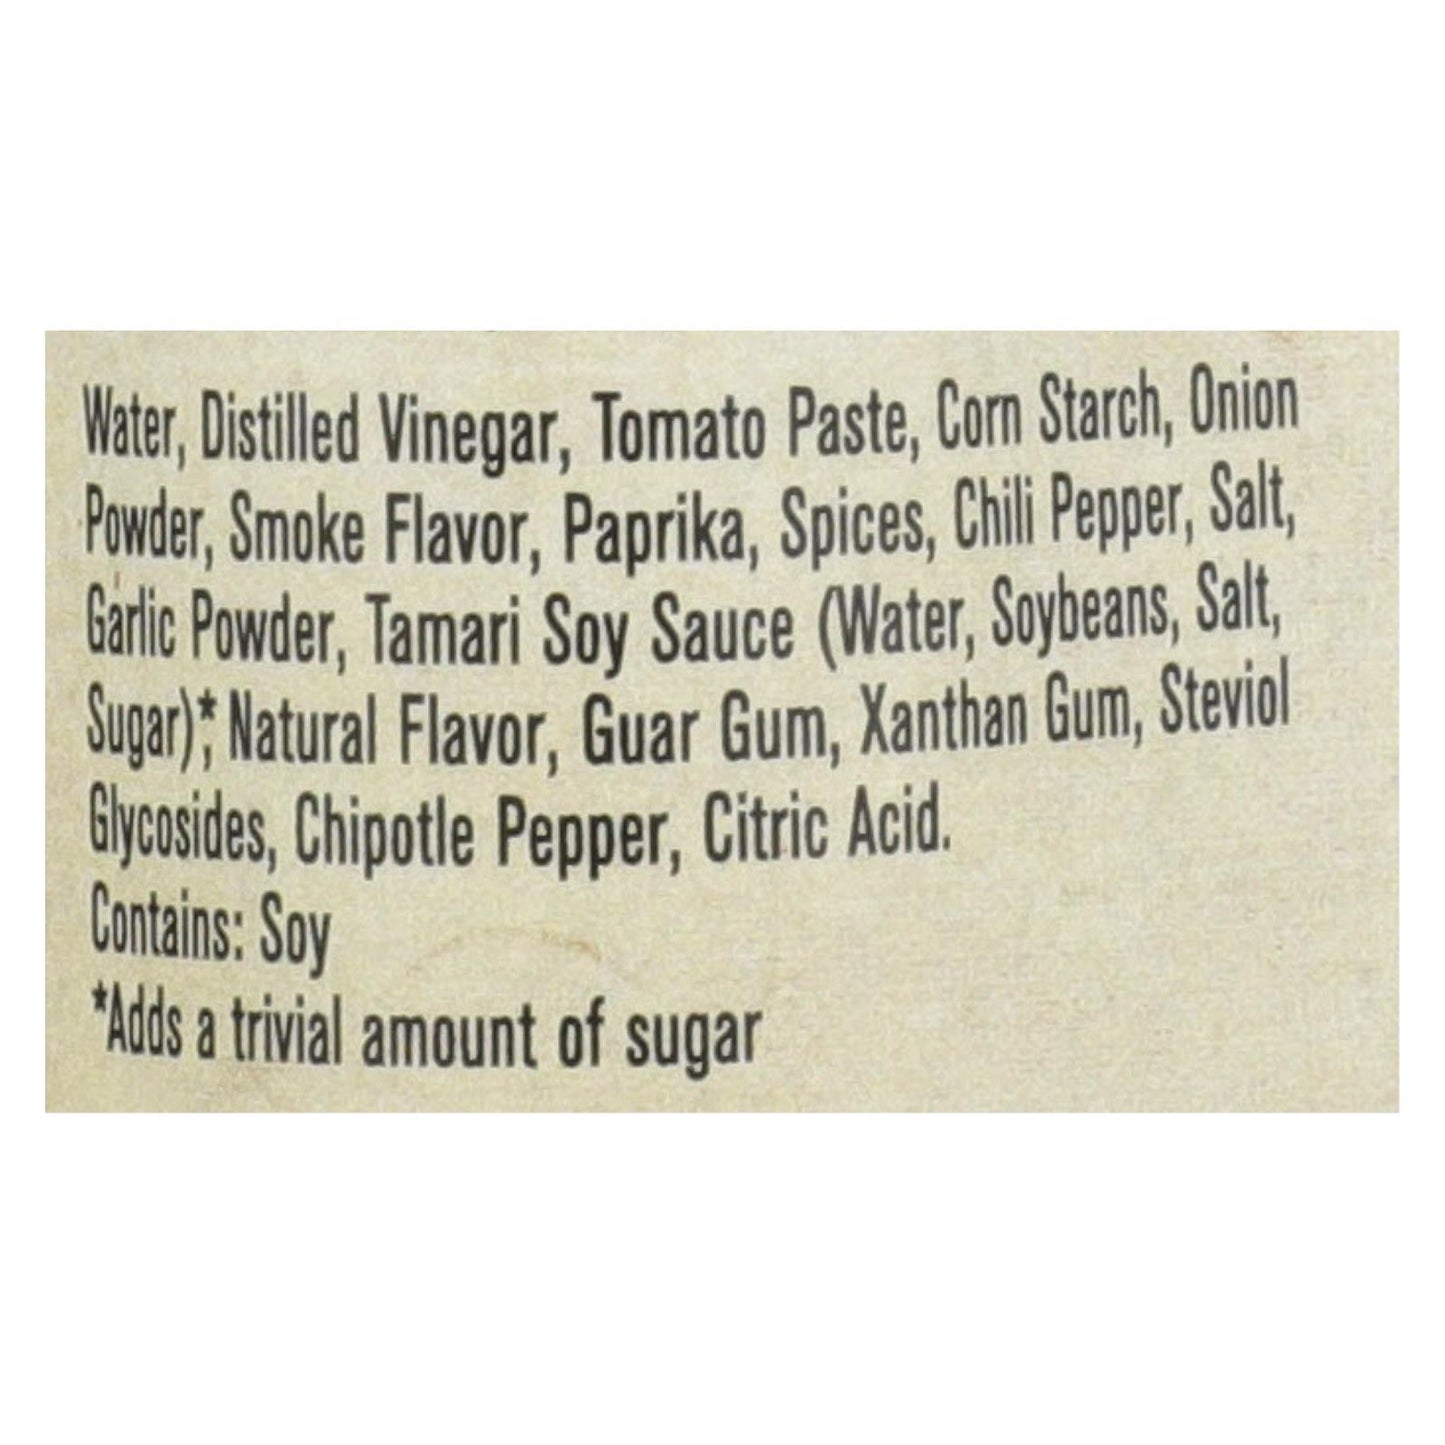 Water, Distilled Vinegar, Tomato Paste, Corn Starch, Onion
Powder, Smoke Flavor, Paprika, Spices, Chili Pepper, Salt,
Garlic Powder, Tamari Soy Sauce (Water, Soybeans, Salt,
Sugar)*, Natural Flavor, Guar Gum, Xanthan Gum, Steviol
Glycosides, Chipotle Pepper, Citric Acid.
Contains: Soy
*Adds a trivial amount of sugar